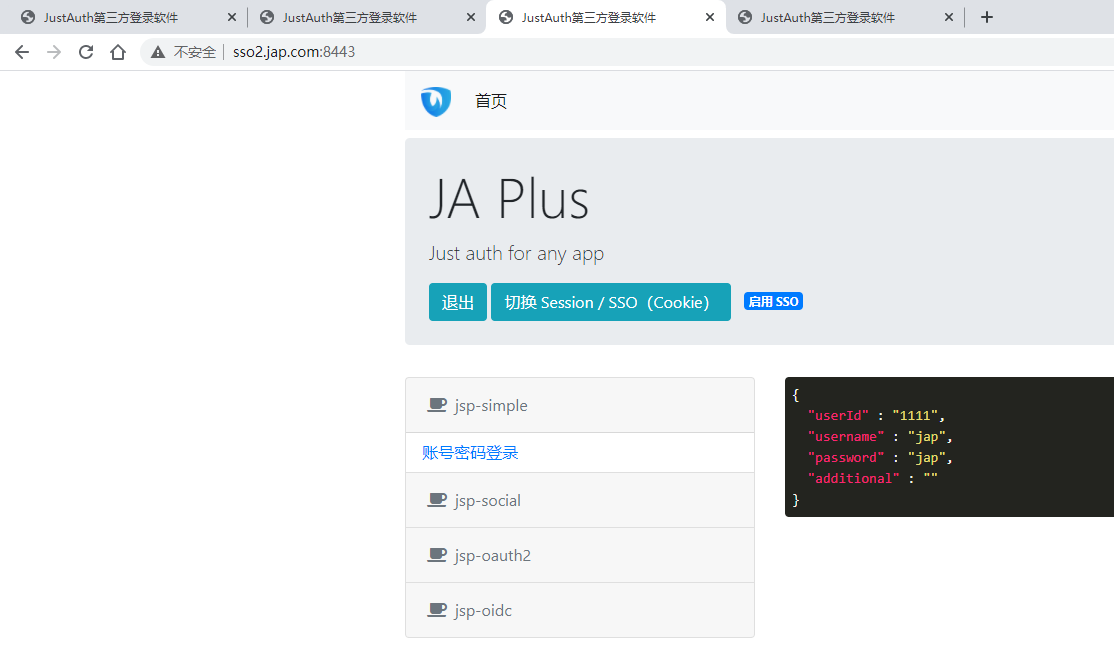 JustAuth第三方登录软件
JustAuth第三方登录软件
JustAuth第三方登录软件
JustAuth第三方登录软件
不安全 | sso2.jap.com:8443
首页
JA Plus
Just auth for any app
退出 切换 Session / SSO（Cookie） 启用 SSO
jsp-simple
账号密码登录
jsp-social
jsp-oauth2
jsp-oidc
{
"userId" : "1111",
"username" : "jap",
"password" : "jap",
"additional" : ""
}